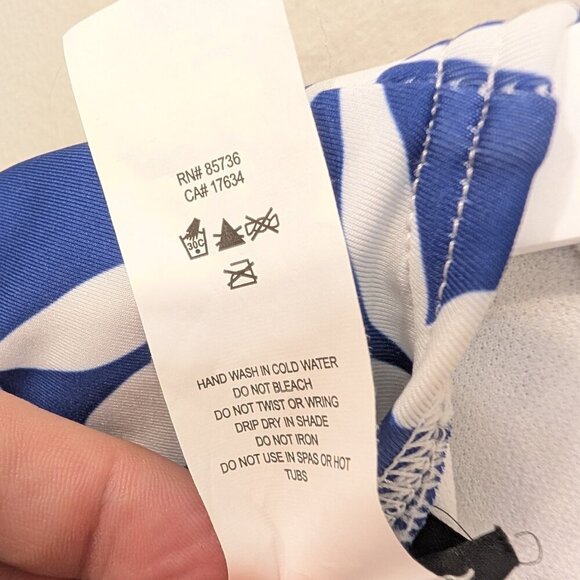 RN# 85736
CA# 17634
30C
HAND WASH IN COLD WATER
DO NOT BLEACH
DO NOT TWIST OR WRING
DRIP DRY IN SHADE
DO NOT IRON
DO NOT USE IN SPAS OR HOT
TUBS